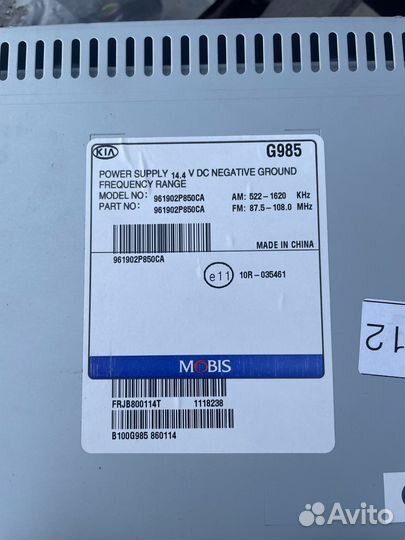 KIA G985
POWER SUPPLY 14.4 V DC NEGATIVE GROUND
FREQUENCY RANGE
MODEL NO: 961902P850CA AM: 522-1620 KHz
PART NO: 961902P850CA FM: 87.5-108.0 MHz
MADE IN CHINA
961902P850CA
e11 10R-035461
12
MOBIS
FRJB800114T 1118238
B100G985 860114
Avito